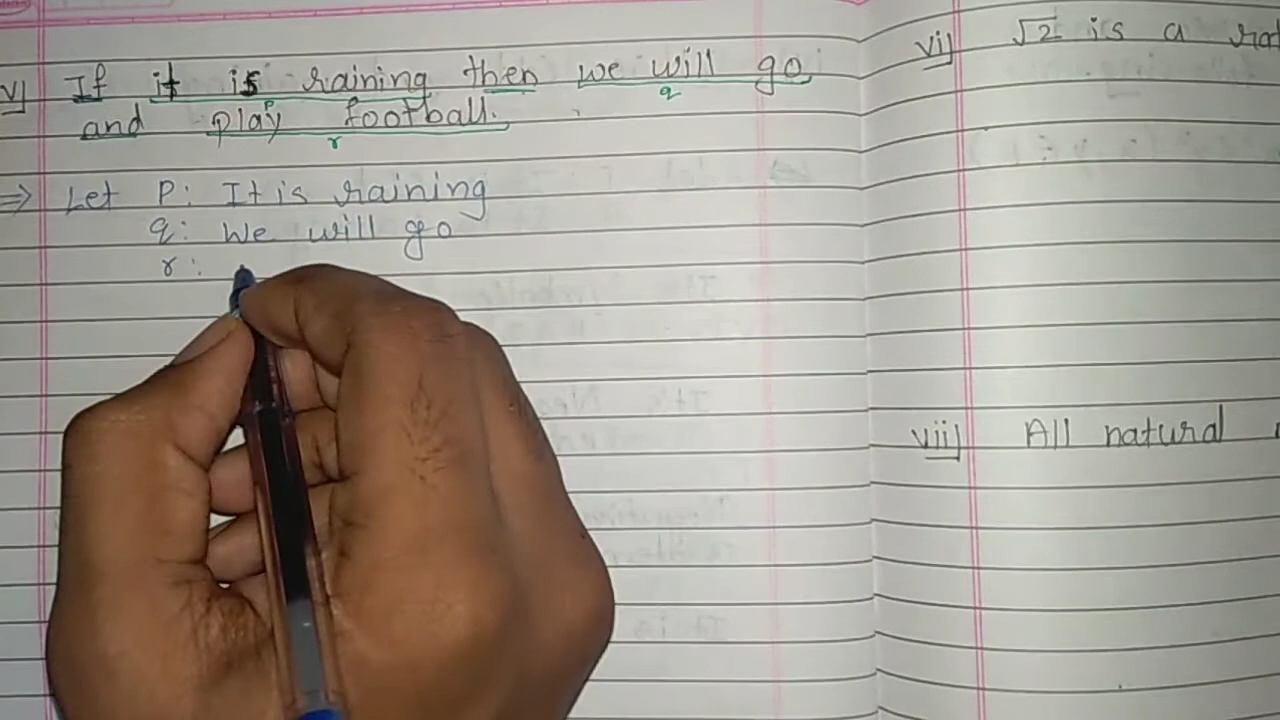 v) If it is raining then we will go
p q
and play football.
r
⇒ Let P: It is raining
q: We will go
r:
vi) √2 is a
vii) All natural